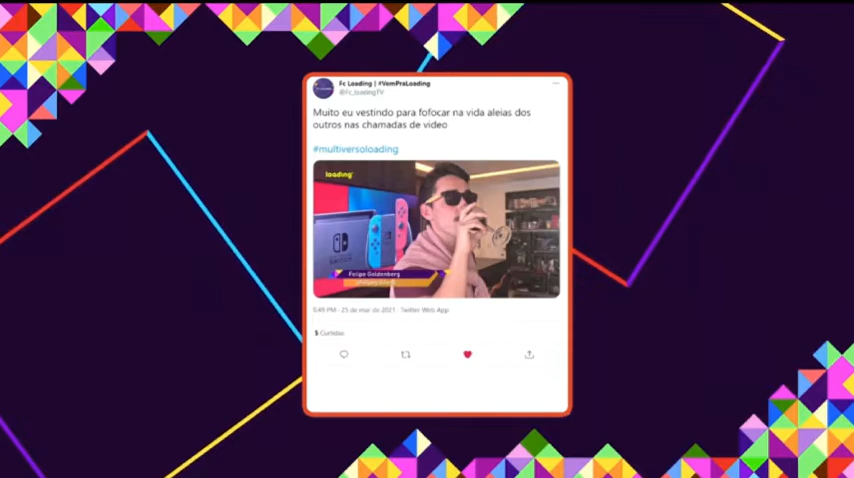 Fc Loading | #VemPraLoading
@Fc_loadingTV
Muito eu vestindo para fofocar na vida aleias dos
outros nas chamadas de video
#multiversoloading
loading
SWITCH
Felipe Goldenberg
5:49 PM · 25 de mar de 2021 · Twitter Web App
5 Curtidas